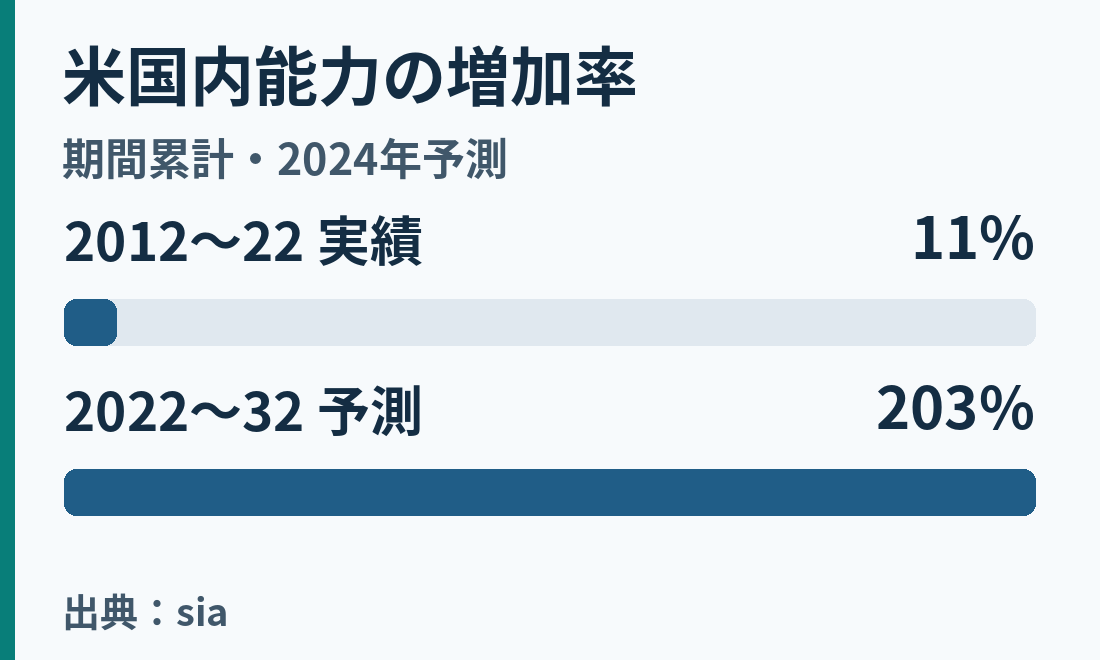 米国内能力の増加率
期間累計・2024年予測
2012〜22 実績 11%
2022〜32 予測 203%
出典：sia